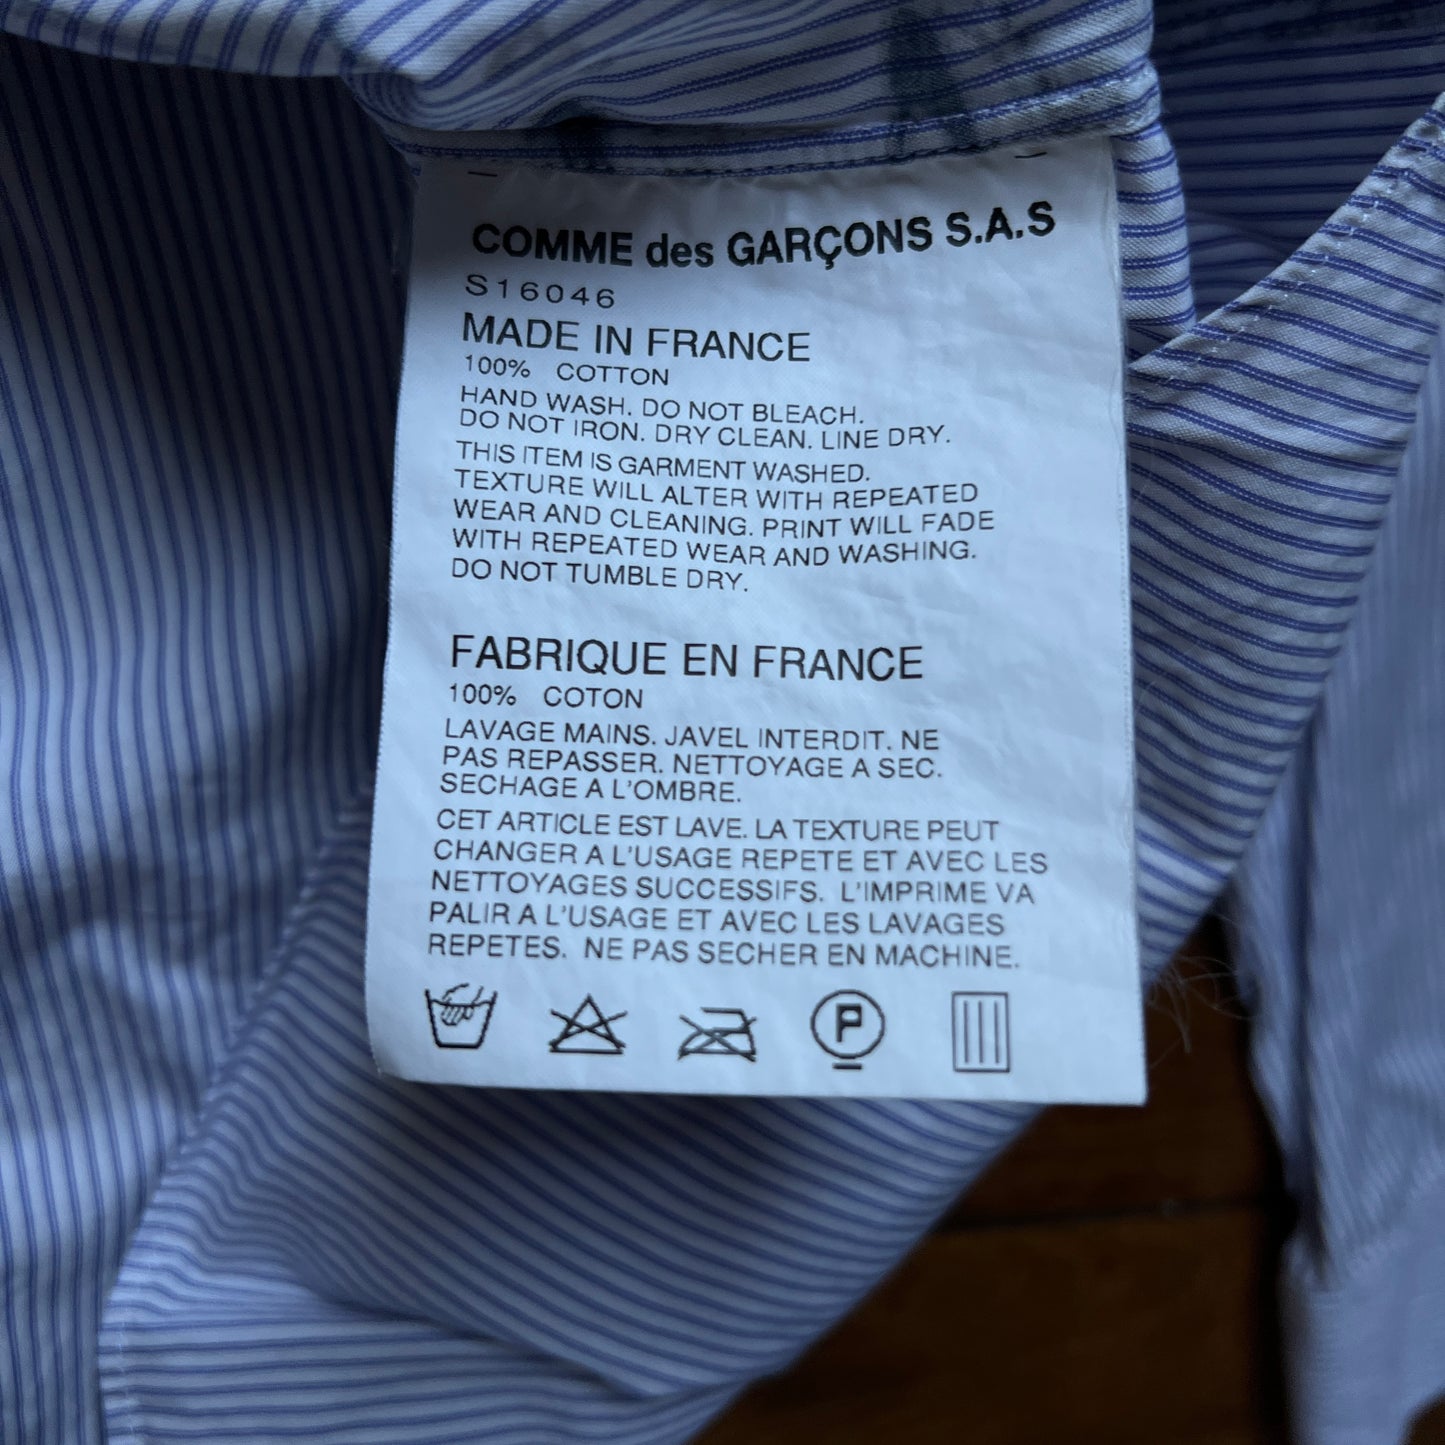 COMME des GARÇONS S.A.S
S16046
MADE IN FRANCE
100% COTTON
HAND WASH. DO NOT BLEACH.
DO NOT IRON. DRY CLEAN. LINE DRY.
THIS ITEM IS GARMENT WASHED.
TEXTURE WILL ALTER WITH REPEATED
WEAR AND CLEANING. PRINT WILL FADE
WITH REPEATED WEAR AND WASHING.
DO NOT TUMBLE DRY.
FABRIQUE EN FRANCE
100% COTON
LAVAGE MAINS. JAVEL INTERDIT. NE
PAS REPASSER. NETTOYAGE A SEC.
SECHAGE A L'OMBRE.
CET ARTICLE EST LAVE. LA TEXTURE PEUT
CHANGER A L'USAGE REPETE ET AVEC LES
NETTOYAGES SUCCESSIFS. L'IMPRIME VA
PALIR A L'USAGE ET AVEC LES LAVAGES
REPETES. NE PAS SECHER EN MACHINE.
P